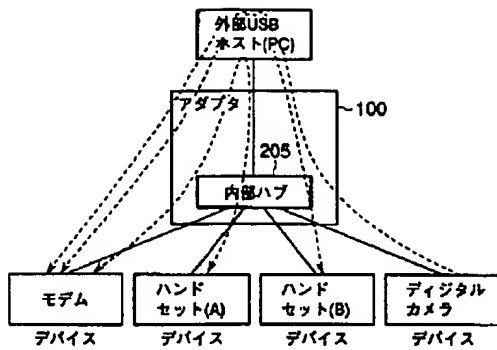 外部USB
ホスト(PC)
アダプタ
100
205
内部ハブ
モデム
ハンド
セット(A)
ハンド
セット(B)
ディジタル
カメラ
デバイス
デバイス
デバイス
デバイス